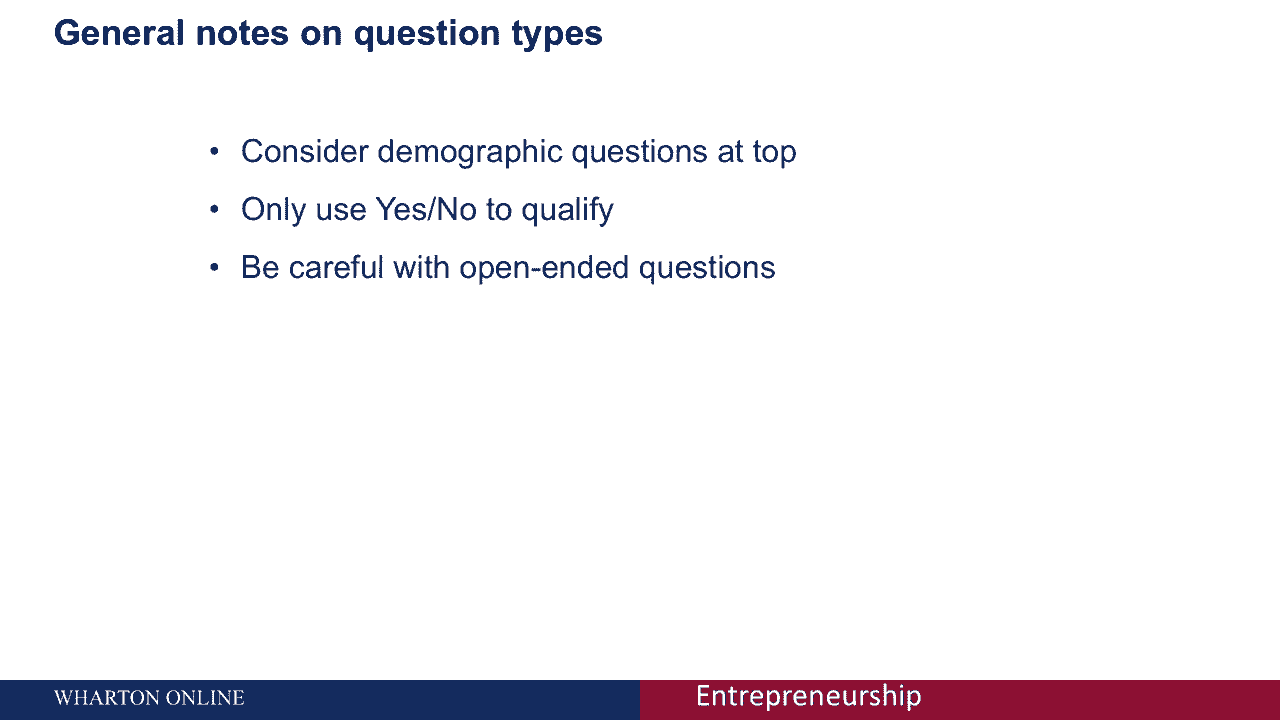 General notes on question types
• Consider demographic questions at top
• Only use Yes/No to qualify
• Be careful with open-ended questions
WHARTON ONLINE
Entrepreneurship